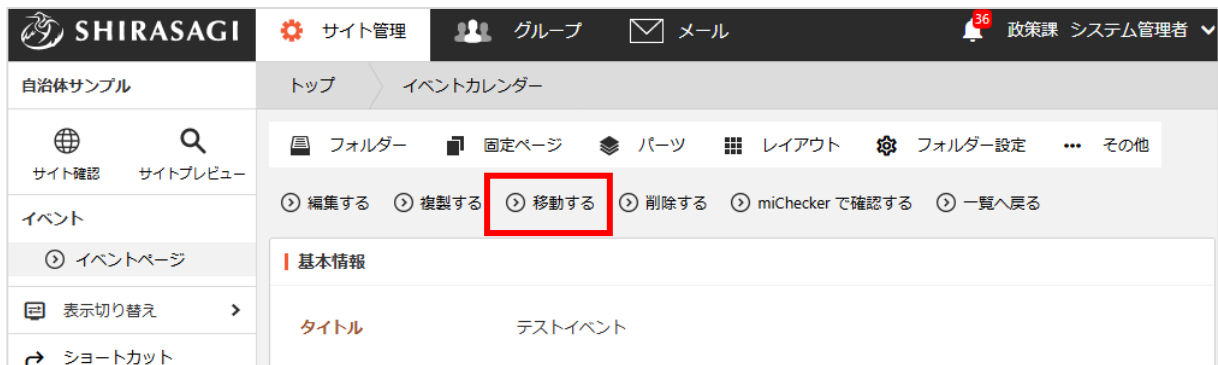 SHIRASAGI サイト管理 グループ メール 36 政策課 システム管理者
自治体サンプル トップ イベントカレンダー
フォルダー 固定ページ パーツ レイアウト フォルダー設定 ••• その他
サイト確認 サイトプレビュー
編集する 複製する 移動する 削除する miChecker で確認する 一覧へ戻る
イベント
イベントページ
基本情報
表示切り替え
タイトル テストイベント
ショートカット